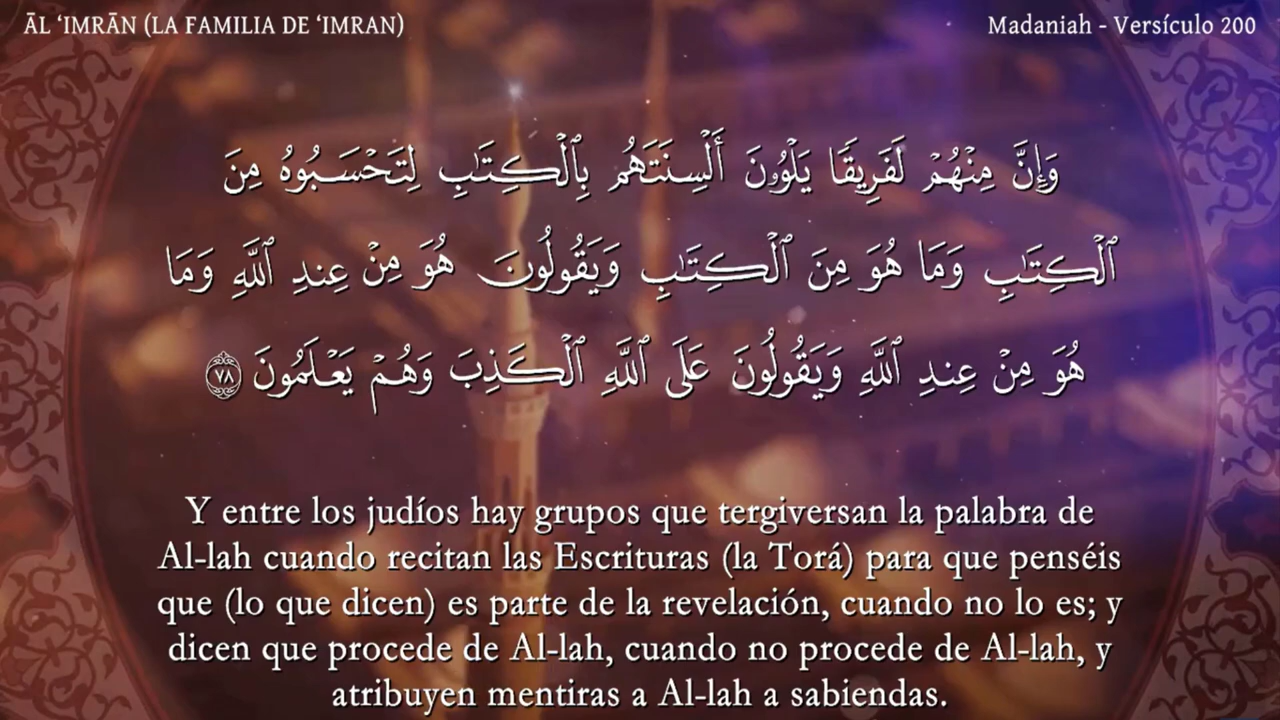 ĀL ‘IMRĀN (LA FAMILIA DE ‘IMRAN)
Madaniah - Versículo 200
وَإِنَّ مِنْهُمْ لَفَرِيقًا يَلْوُۥنَ أَلْسِنَتَهُم بِٱلْكِتَٰبِ لِتَحْسَبُوهُ مِنَ
ٱلْكِتَٰبِ وَمَا هُوَ مِنَ ٱلْكِتَٰبِ وَيَقُولُونَ هُوَ مِنْ عِندِ ٱللَّهِ وَمَا
هُوَ مِنْ عِندِ ٱللَّهِ وَيَقُولُونَ عَلَى ٱللَّهِ ٱلْكَذِبَ وَهُمْ يَعْلَمُونَ ٧٨
Y entre los judíos hay grupos que tergiversan la palabra de
Al-lah cuando recitan las Escrituras (la Torá) para que penséis
que (lo que dicen) es parte de la revelación, cuando no lo es; y
dicen que procede de Al-lah, cuando no procede de Al-lah, y
atribuyen mentiras a Al-lah a sabiendas.